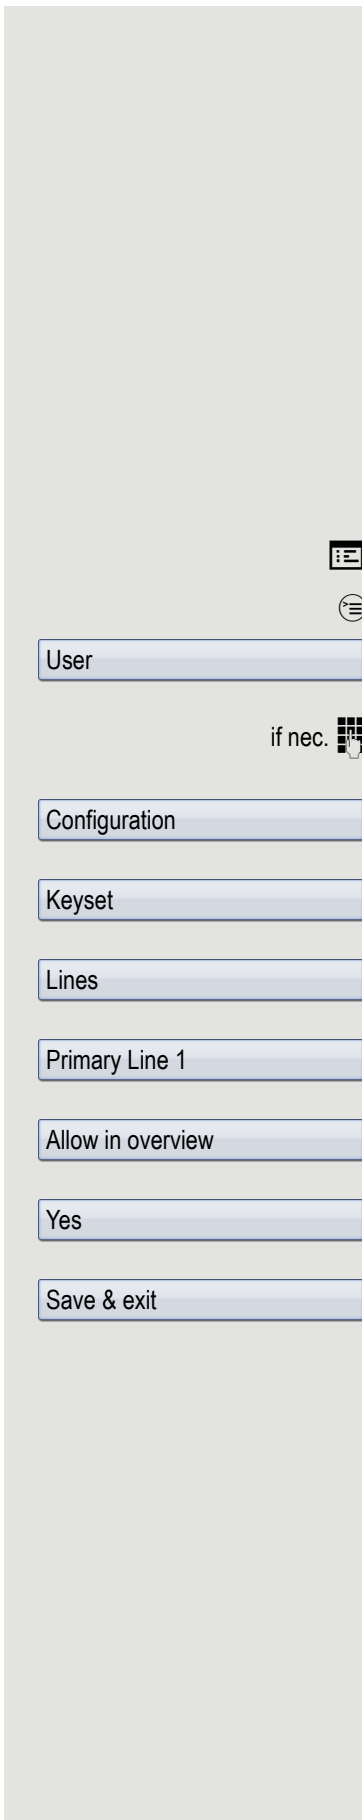 User
if nec.
Configuration
Keyset
Lines
Primary Line 1
Allow in overview
Yes
Save & exit